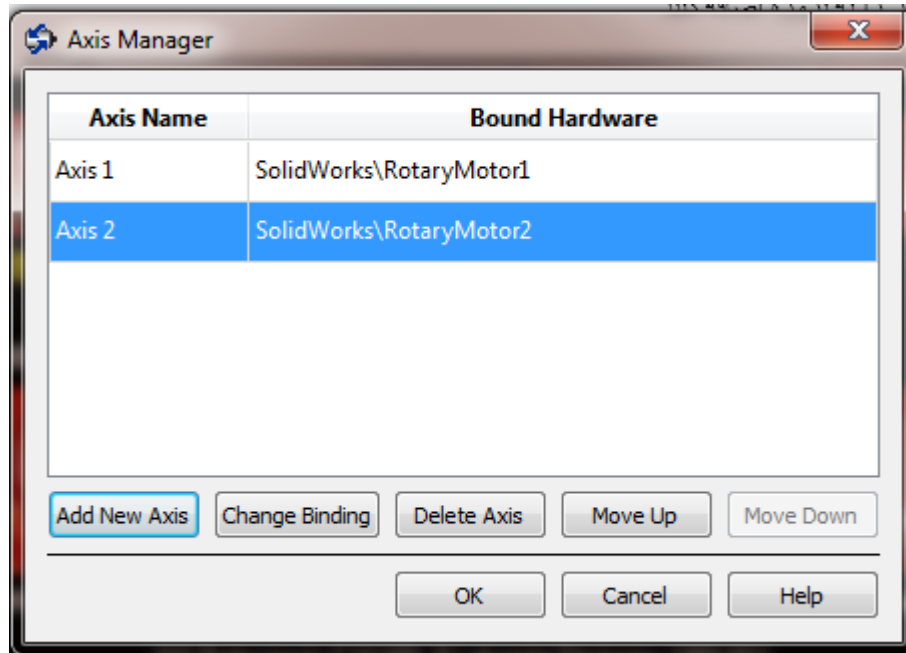 Axis Manager
Axis Name Bound Hardware
Axis 1 SolidWorks\RotaryMotor1
Axis 2 SolidWorks\RotaryMotor2
Add New Axis Change Binding Delete Axis Move Up Move Down
OK Cancel Help